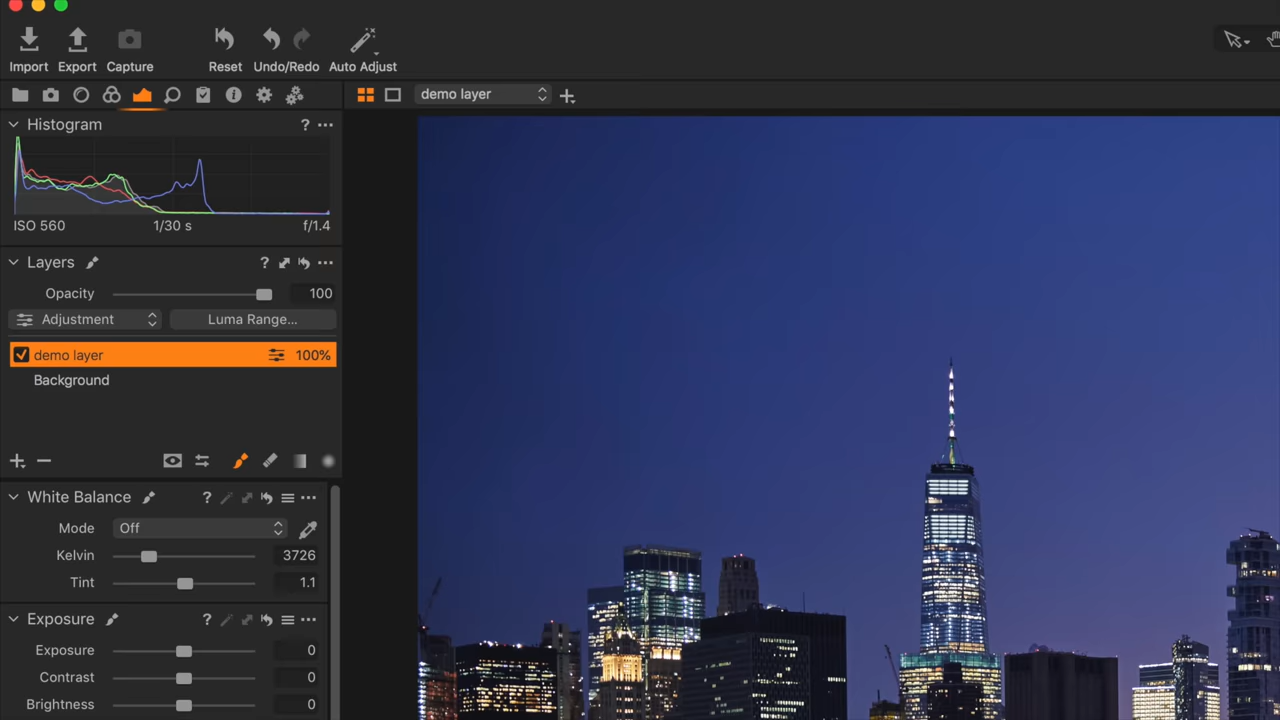 Import Export Capture Reset Undo/Redo Auto Adjust
demo layer
Histogram ?
ISO 560 1/30 s f/1.4
Layers ?
Opacity 100
Adjustment Luma Range...
demo layer 100%
Background
White Balance ?
Mode Off
Kelvin 3726
Tint 1.1
Exposure ?
Exposure 0
Contrast 0
Brightness 0